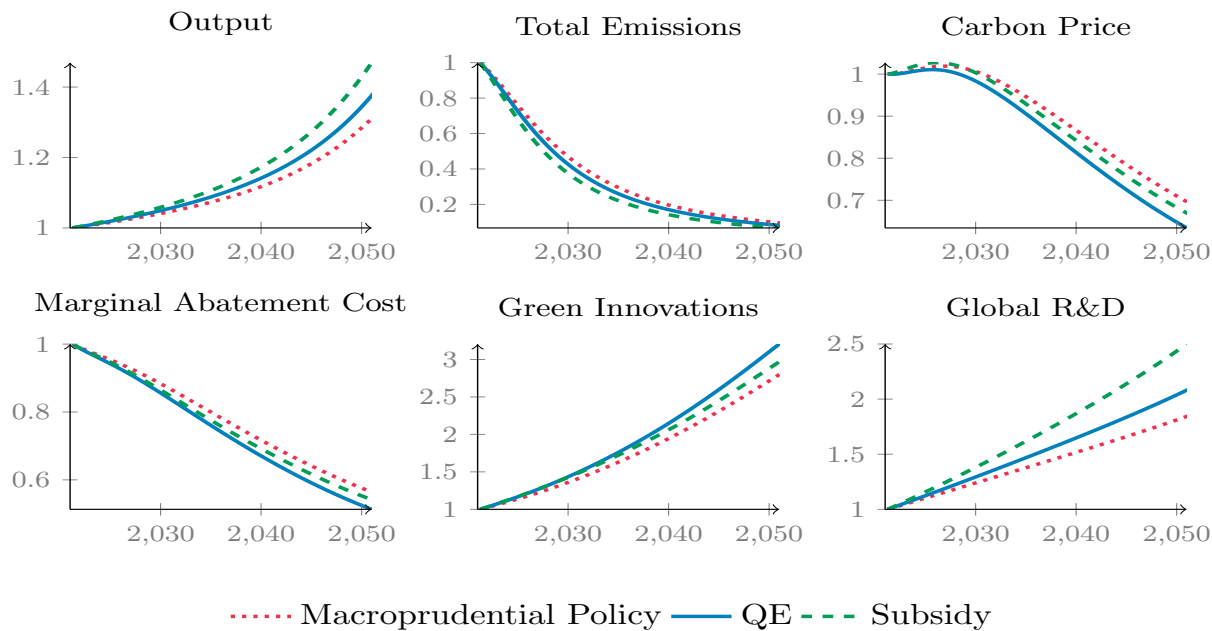 Output
Total Emissions
Carbon Price
1.4
1.2
1
2,030 2,040 2,050
1
0.8
0.6
0.4
0.2
2,030 2,040 2,050
1
0.9
0.8
0.7
2,030 2,040 2,050
Marginal Abatement Cost
Green Innovations
Global R&D
1
0.8
0.6
2,030 2,040 2,050
3
2.5
2
1.5
1
2,030 2,040 2,050
2.5
2
1.5
1
2,030 2,040 2,050
Macroprudential Policy QE Subsidy